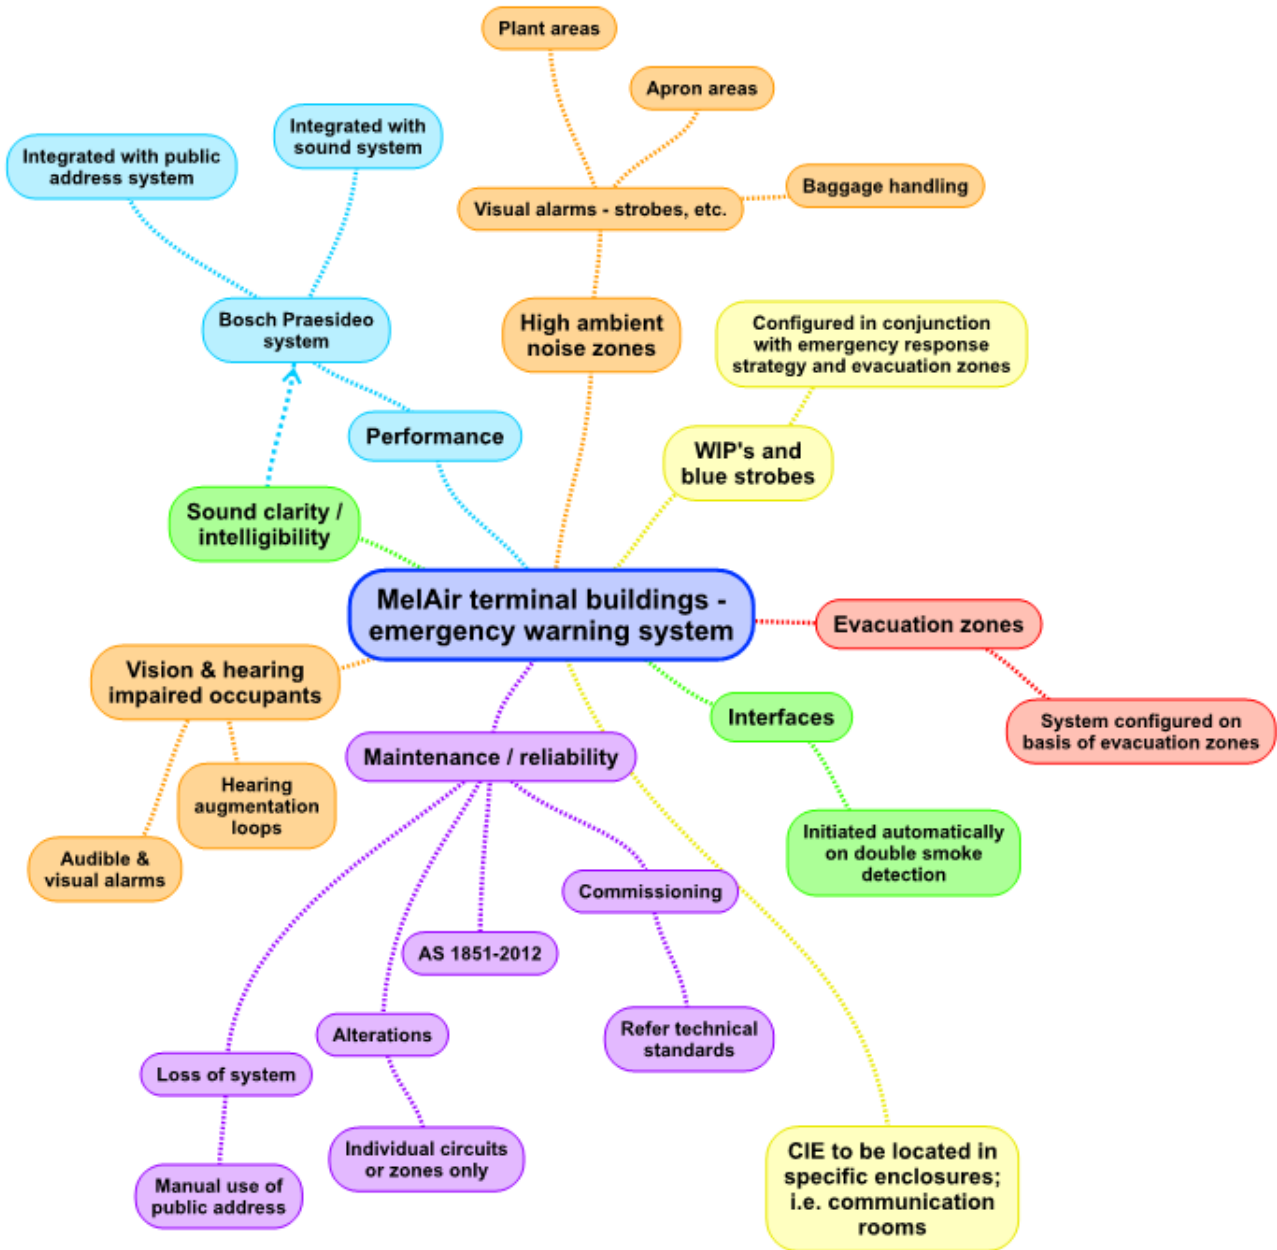 Plant areas
Apron areas
Integrated with
sound system
Integrated with public
address system
Baggage handling
Visual alarms - strobes, etc.
Bosch Praesideo
system
High ambient
noise zones
Configured in conjunction
with emergency response
strategy and evacuation zones
Performance
WIP's and
blue strobes
Sound clarity /
intelligibility
MelAir terminal buildings -
emergency warning system
Evacuation zones
Vision & hearing
impaired occupants
Interfaces
System configured on
basis of evacuation zones
Maintenance / reliability
Hearing
augmentation
loops
Audible &
visual alarms
Initiated automatically
on double smoke
detection
Commissioning
AS 1851-2012
Alterations
Refer technical
standards
Loss of system
Individual circuits
or zones only
Manual use of
public address
CIE to be located in
specific enclosures;
i.e. communication
rooms